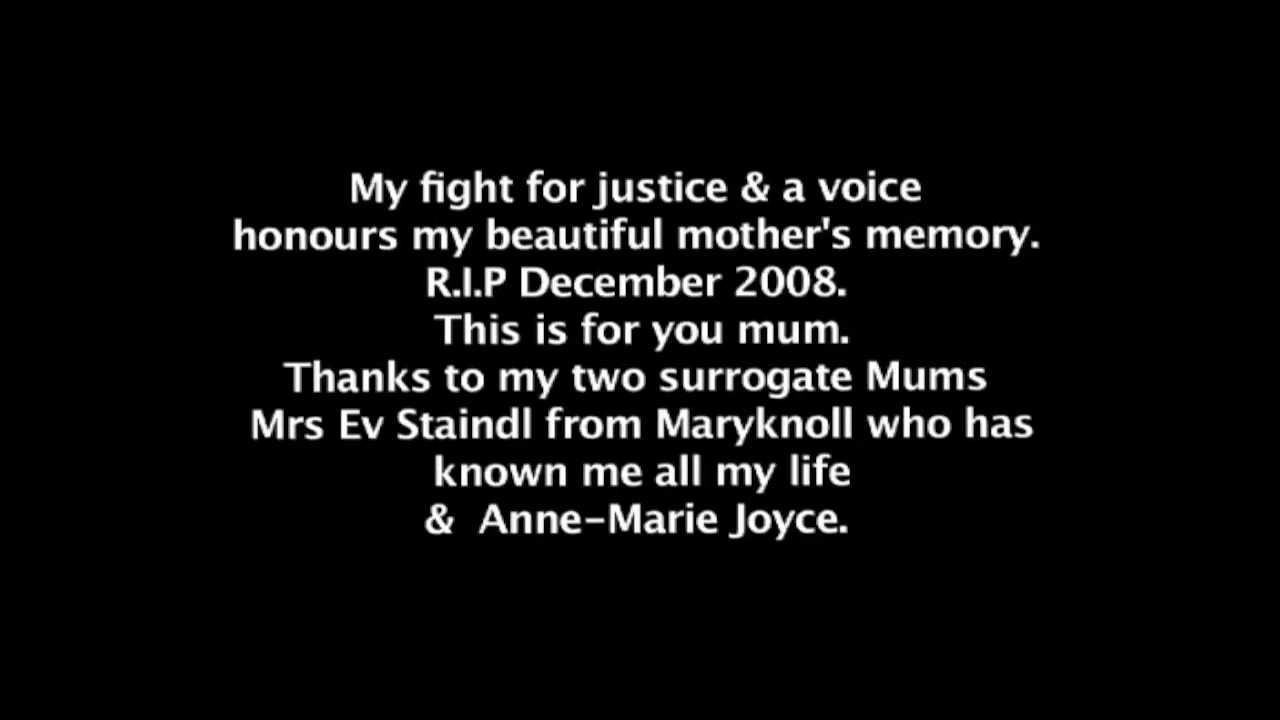 My fight for justice & a voice
honours my beautiful mother's memory.
R.I.P December 2008.
This is for you mum.
Thanks to my two surrogate Mums
Mrs Ev Staindl from Maryknoll who has
known me all my life
& Anne-Marie Joyce.